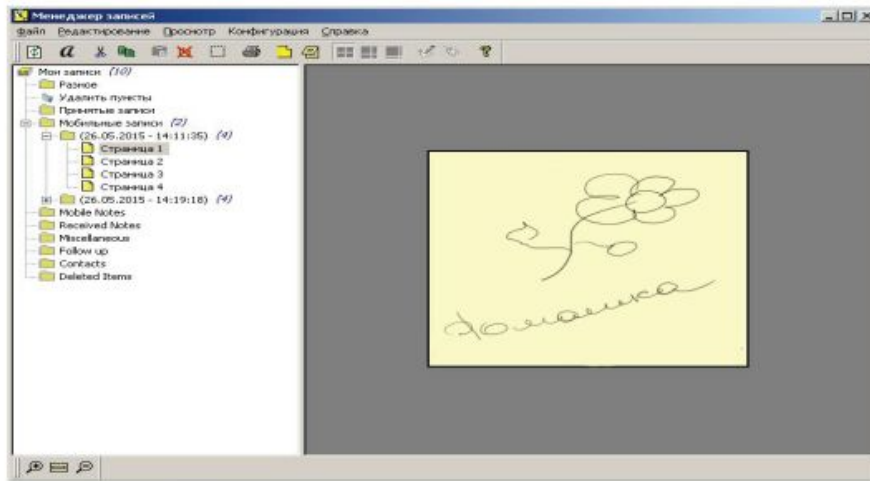 Менеджер записей
Файл Редактирование Просмотр Конфигурация Справка
Мои записи (10)
Разное
Удалить пункты
Принятые записи
Мобильные записи (2)
(26.05.2015 - 14:11:35) (4)
Страница 1
Страница 2
Страница 3
Страница 4
(26.05.2015 - 14:19:18) (4)
Mobile Notes
Received Notes
Miscellaneous
Follow up
Contacts
Deleted Items
Ромашка